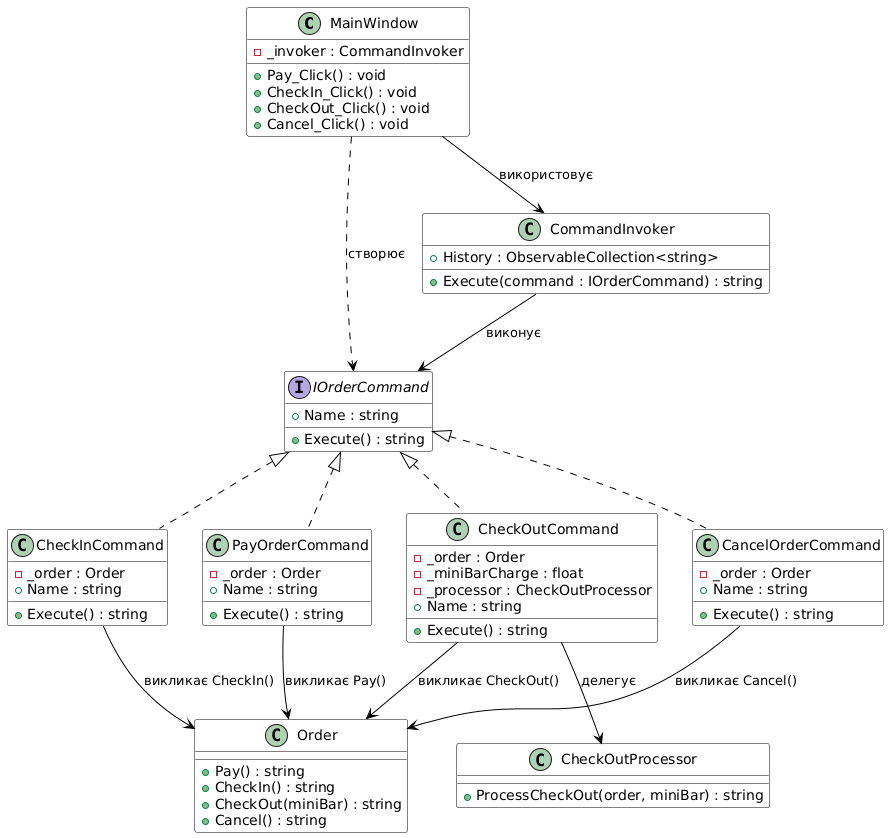 C MainWindow
_invoker : CommandInvoker
Pay_Click() : void
CheckIn_Click() : void
CheckOut_Click() : void
Cancel_Click() : void
використовує
створює
C CommandInvoker
History : ObservableCollection<string>
Execute(command : IOrderCommand) : string
виконує
I IOrderCommand
Name : string
Execute() : string
C CheckInCommand
_order : Order
Name : string
Execute() : string
C PayOrderCommand
_order : Order
Name : string
Execute() : string
C CheckOutCommand
_order : Order
_miniBarCharge : float
_processor : CheckOutProcessor
Name : string
Execute() : string
C CancelOrderCommand
_order : Order
Name : string
Execute() : string
викликає CheckIn()
викликає Pay()
викликає CheckOut()
делегує
викликає Cancel()
C Order
Pay() : string
CheckIn() : string
CheckOut(miniBar) : string
Cancel() : string
C CheckOutProcessor
ProcessCheckOut(order, miniBar) : string